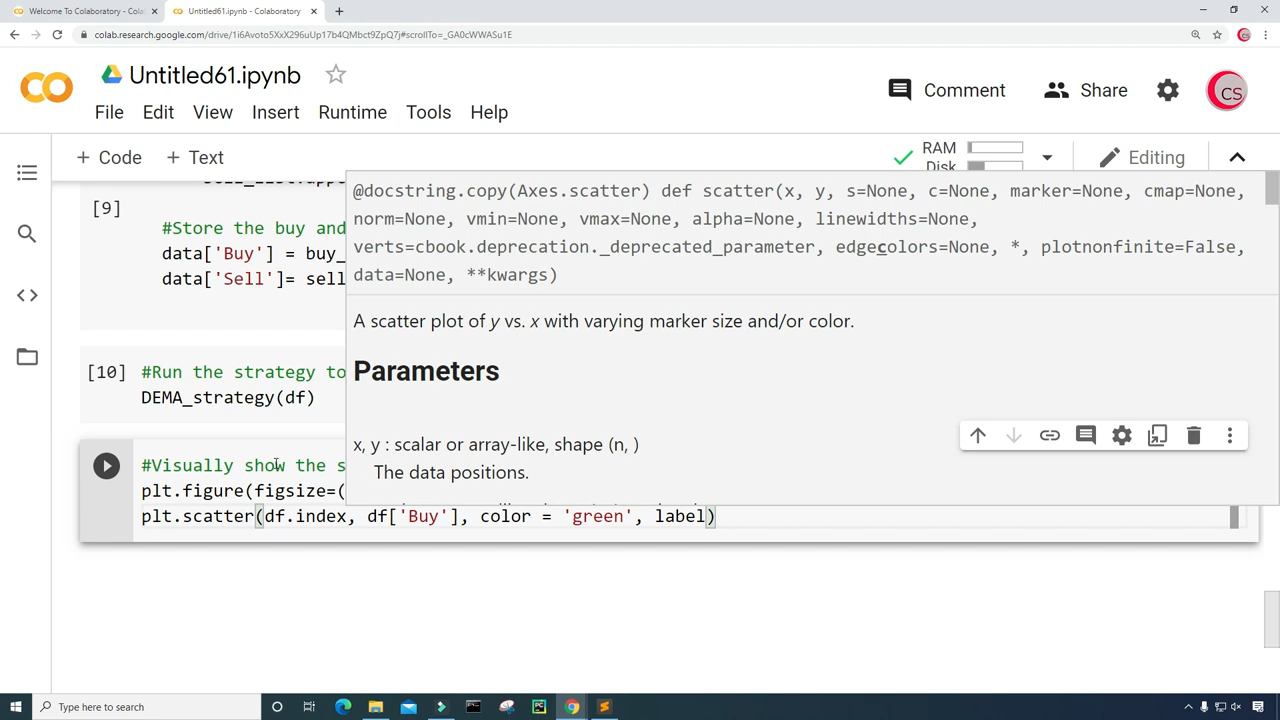 Welcome To Colaboratory - Cola
Untitled61.ipynb - Colaboratory
colab.research.google.com/drive/1i6Avoto5XxX296uUp17b4QMbct9ZpQ7j#scrollTo=_GA0cWWASu1E
Untitled61.ipynb
File Edit View Insert Runtime Tools Help
Comment
Share
CS
+ Code + Text
RAM
Disk
Editing
@docstring.copy(Axes.scatter) def scatter(x, y, s=None, c=None, marker=None, cmap=None,
norm=None, vmin=None, vmax=None, alpha=None, linewidths=None,
verts=cbook.deprecation._deprecated_parameter, edgecolors=None, *, plotnonfinite=False,
data=None, **kwargs)
A scatter plot of y vs. x with varying marker size and/or color.
Parameters
x, y : scalar or array-like, shape (n, )
The data positions.
[9]
#Store the buy and
data['Buy'] = buy_
data['Sell']= sell
[10] #Run the strategy to
DEMA_strategy(df)
#Visually show the s
plt.figure(figsize=(
plt.scatter(df.index, df['Buy'], color = 'green', label)
Type here to search